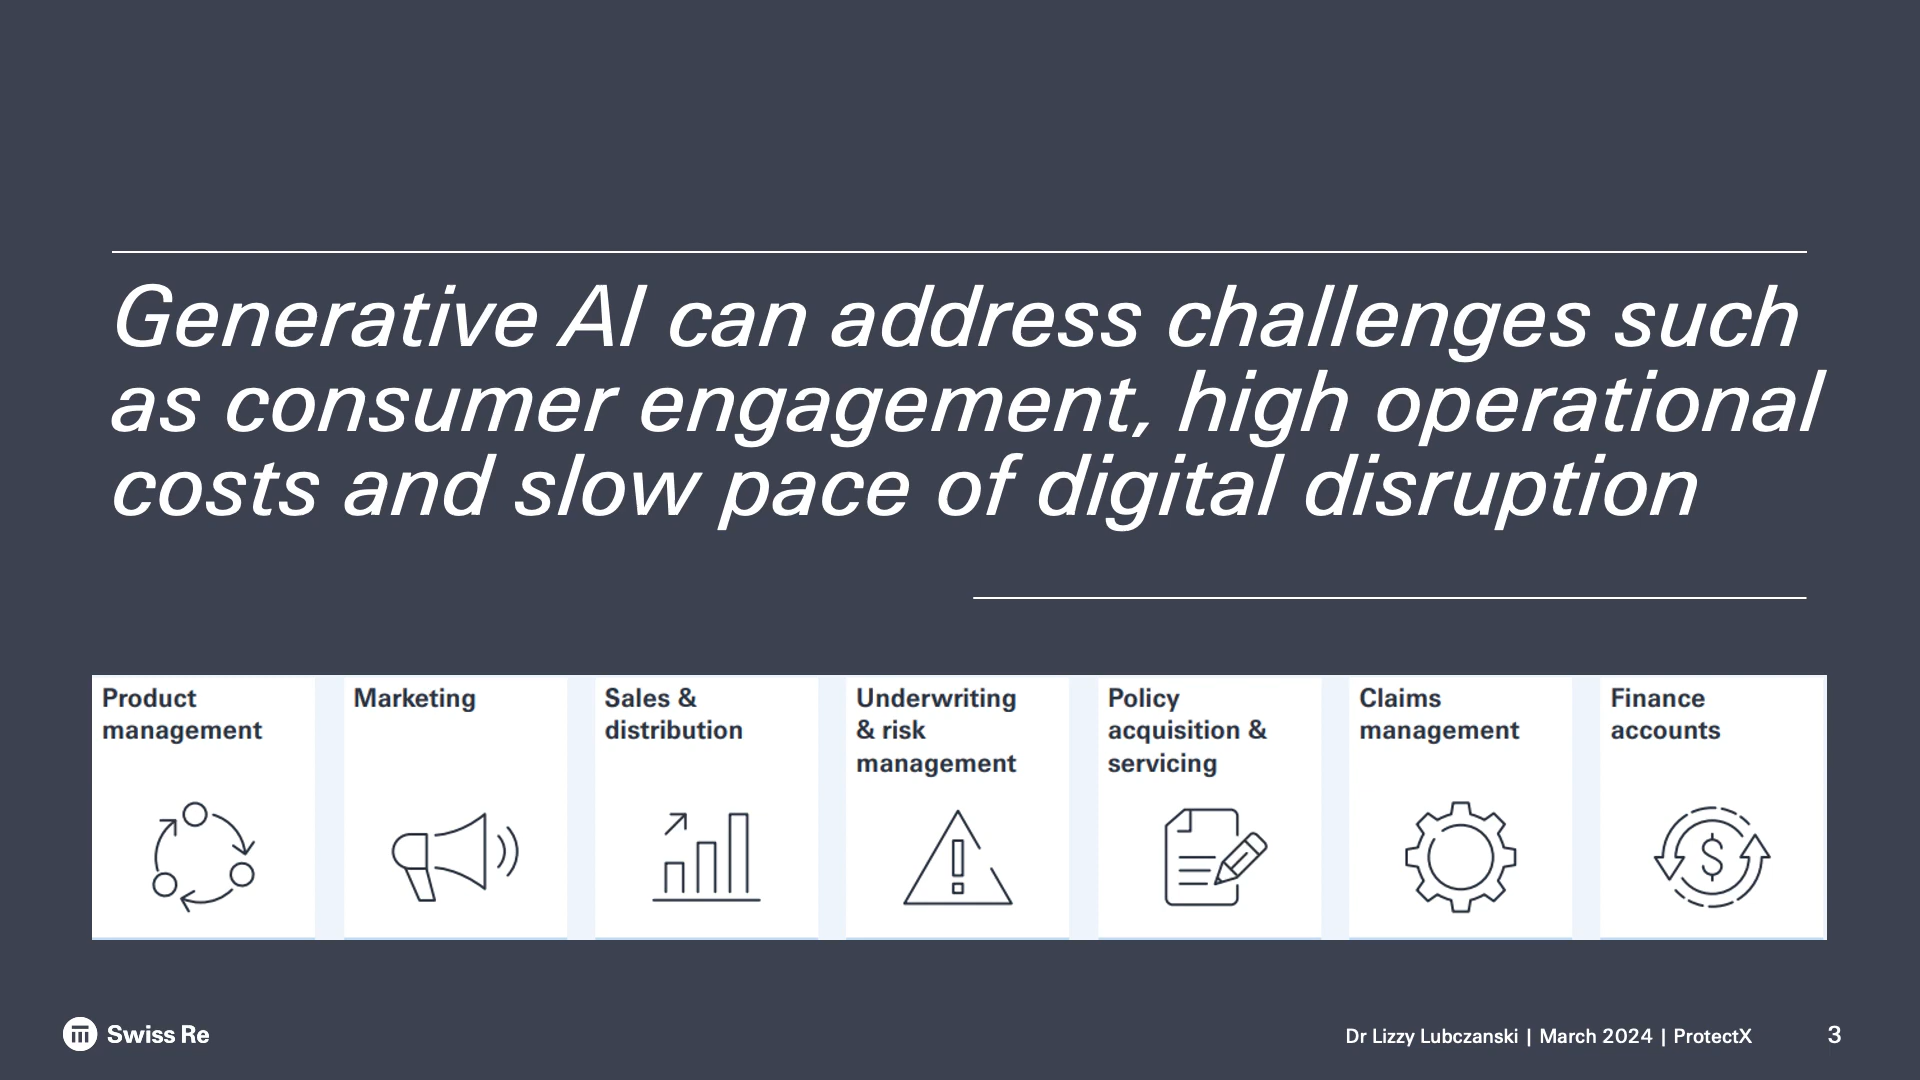 Generative AI can address challenges such
as consumer engagement, high operational
costs and slow pace of digital disruption
Product
management
Marketing
Sales &
distribution
Underwriting
& risk
management
Policy
acquisition &
servicing
Claims
management
Finance
accounts
$
Swiss Re
Dr Lizzy Lubczanski | March 2024 | ProtectX
3